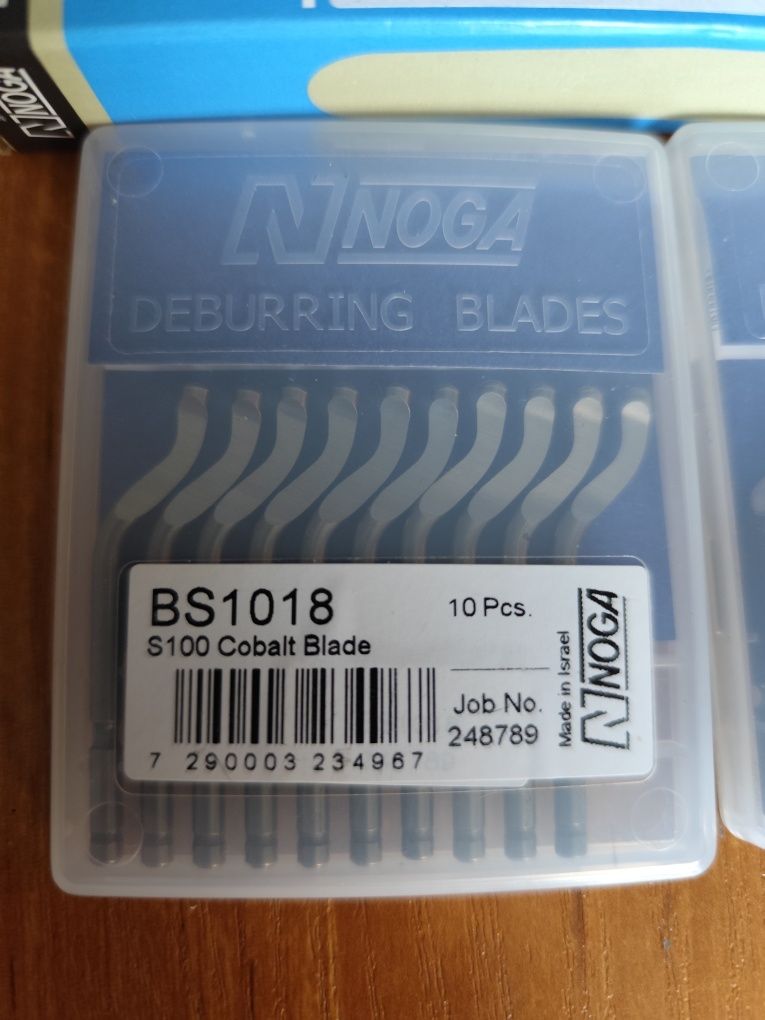 NOGA
NOGA
DEBURRING BLADES
BS1018
10 Pcs.
S100 Cobalt Blade
Job No.
248789
7 290003 234967
Made in Israel
NOGA